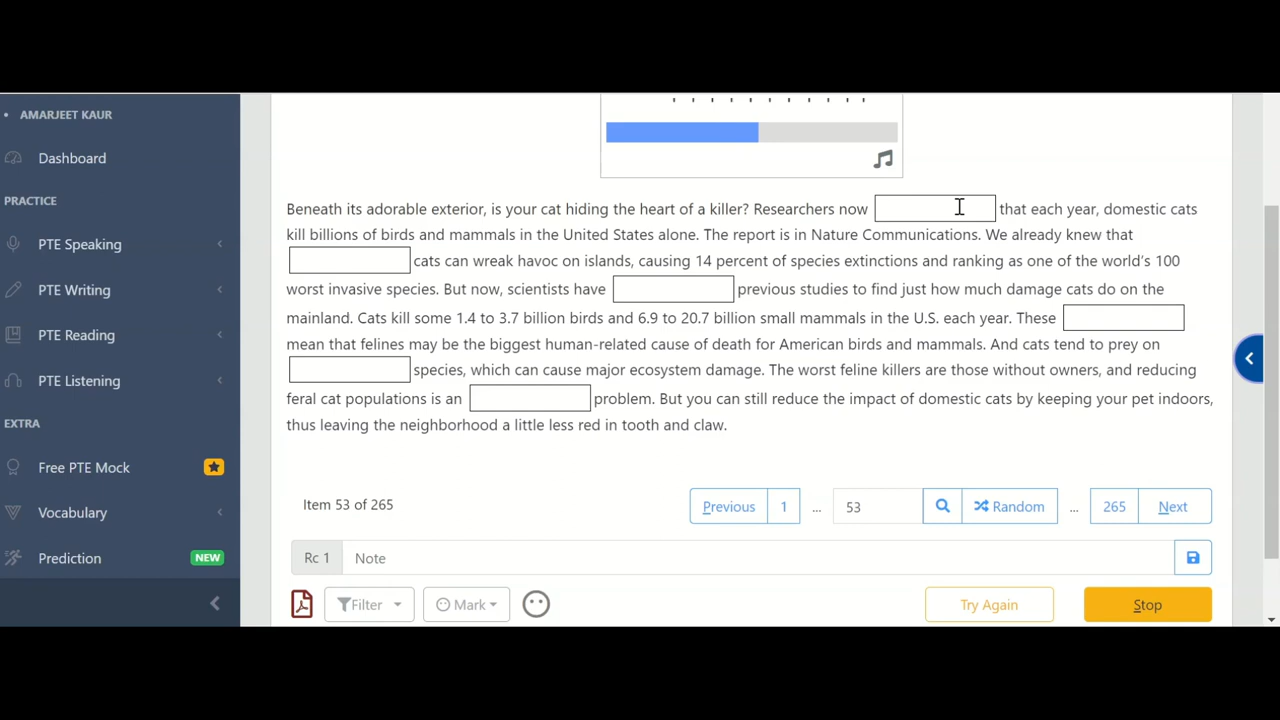 AMARJEET KAUR
Dashboard
PRACTICE
PTE Speaking
PTE Writing
PTE Reading
PTE Listening
EXTRA
Free PTE Mock
Vocabulary
Prediction NEW
Beneath its adorable exterior, is your cat hiding the heart of a killer? Researchers now that each year, domestic cats
kill billions of birds and mammals in the United States alone. The report is in Nature Communications. We already knew that
cats can wreak havoc on islands, causing 14 percent of species extinctions and ranking as one of the world's 100
worst invasive species. But now, scientists have previous studies to find just how much damage cats do on the
mainland. Cats kill some 1.4 to 3.7 billion birds and 6.9 to 20.7 billion small mammals in the U.S. each year. These
mean that felines may be the biggest human-related cause of death for American birds and mammals. And cats tend to prey on
species, which can cause major ecosystem damage. The worst feline killers are those without owners, and reducing
feral cat populations is an problem. But you can still reduce the impact of domestic cats by keeping your pet indoors,
thus leaving the neighborhood a little less red in tooth and claw.
Item 53 of 265
Previous 1 ... 53 Random ... 265 Next
Rc 1 Note
Filter Mark Try Again Stop